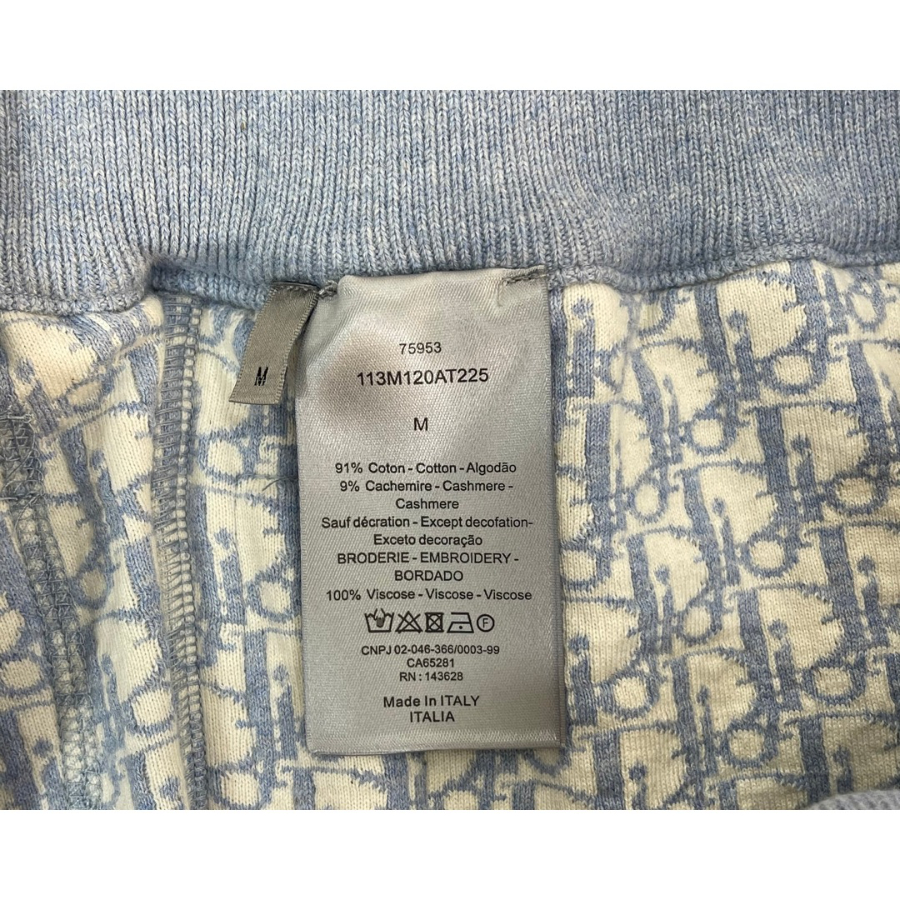 75953
113M120AT225
M
M
91% Coton - Cotton - Algodão
9% Cachemire - Cashmere -
Cashmere
Sauf décration - Except decofation-
Exceto decoração
BRODERIE - EMBROIDERY -
BORDADO
100% Viscose - Viscose - Viscose
F
CNPJ 02-046-366/0003-99
CA65281
RN : 143628
Made In ITALY
ITALIA